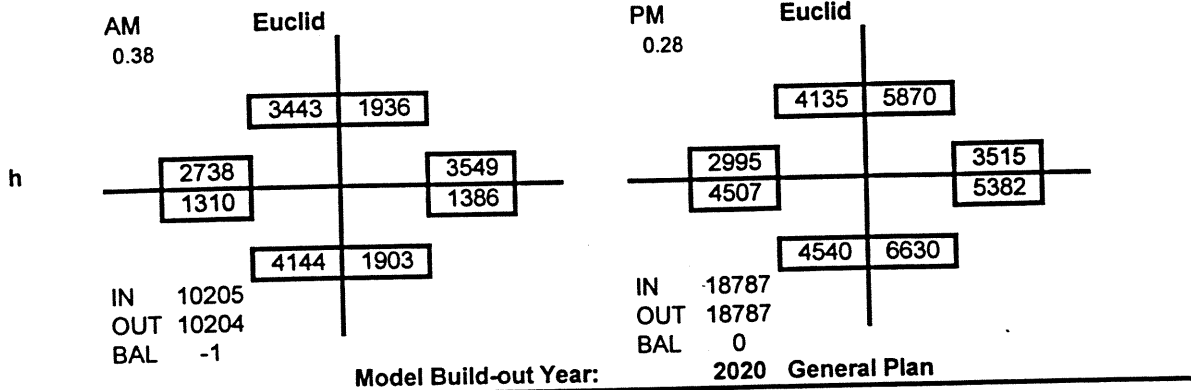 AM
0.38
Euclid
3443 1936
2738
1310
3549
1386
4144 1903
IN 10205
OUT 10204
BAL -1
PM
0.28
Euclid
4135 5870
2995
4507
3515
5382
4540 6630
IN 18787
OUT 18787
BAL 0
h
Model Build-out Year: 2020 General Plan